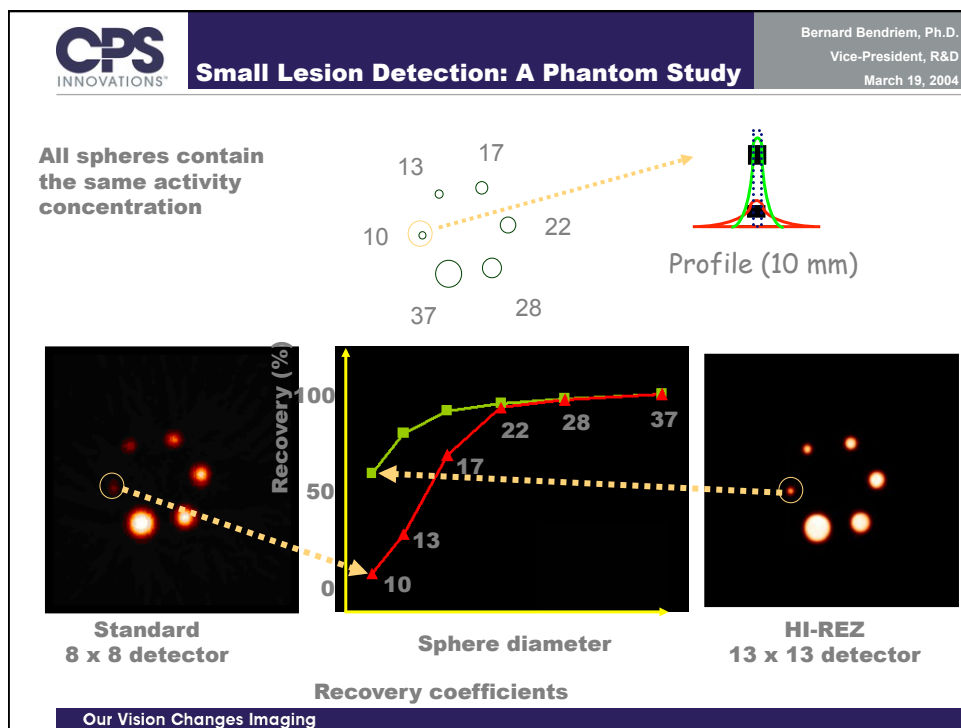 CPS
INNOVATIONS™
Small Lesion Detection: A Phantom Study
Bernard Bendriem, Ph.D.
Vice-President, R&D
March 19, 2004
All spheres contain
the same activity
concentration
13
17
10
22
37
28
Profile (10 mm)
Recovery (%)
100
50
0
22
28
37
17
13
10
Standard
8 x 8 detector
Sphere diameter
HI-REZ
13 x 13 detector
Recovery coefficients
Our Vision Changes Imaging